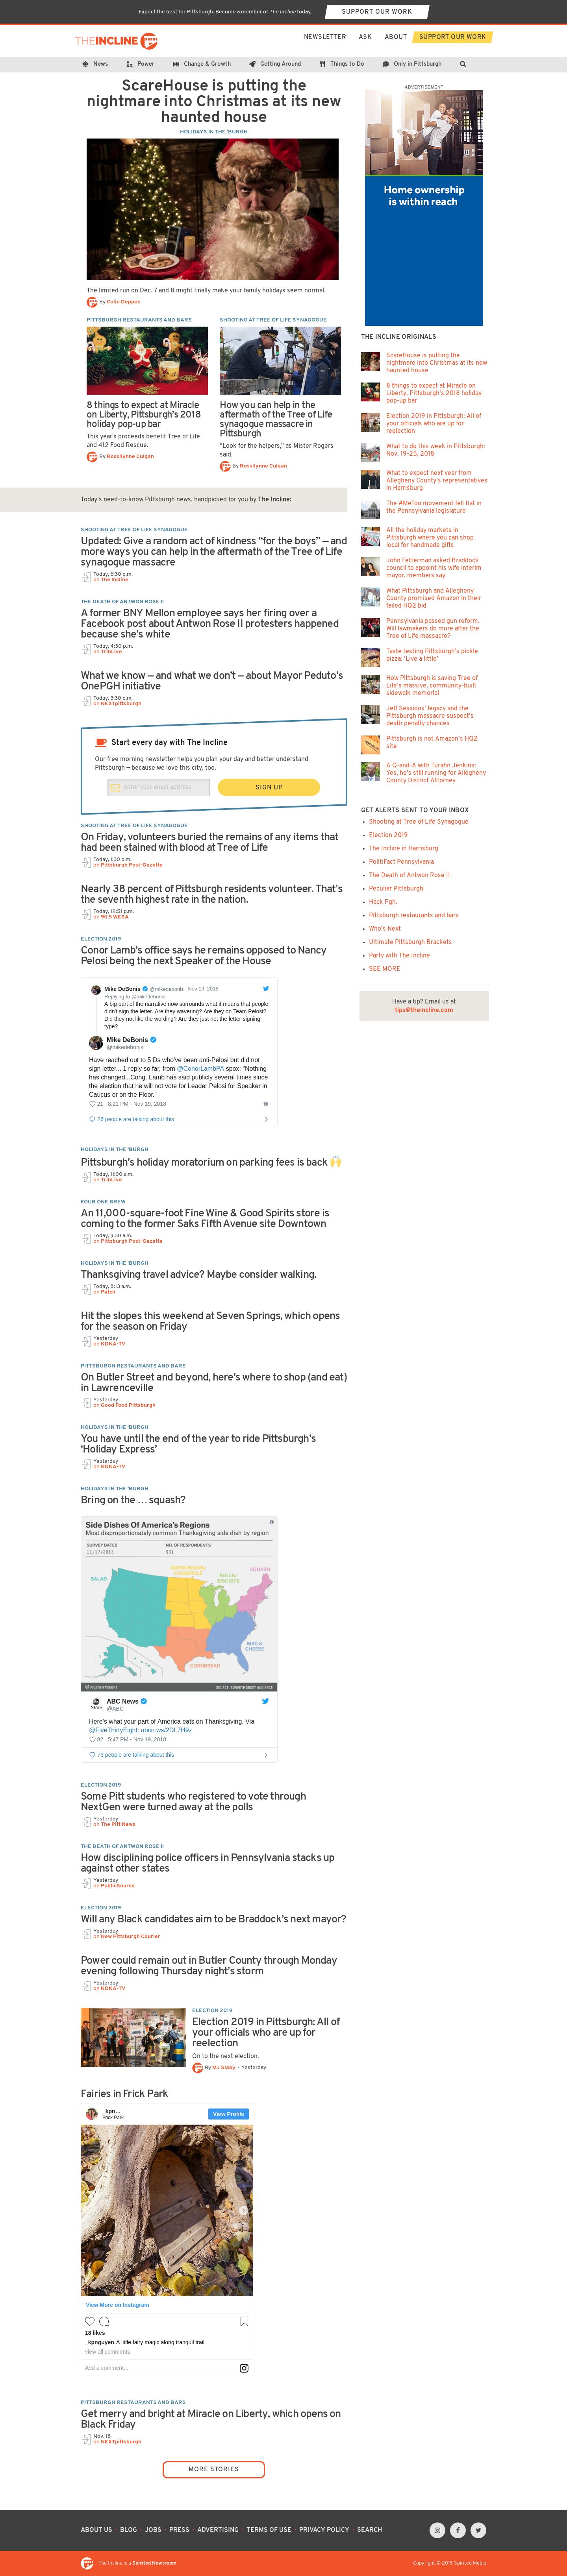 Expect the best for Pittsburgh. Become a member of The Incline today.
SUPPORT OUR WORK
THEINCLINE
NEWSLETTER
ASK
ABOUT
SUPPORT OUR WORK
News
Power
Change & Growth
Getting Around
Things to Do
Only in Pittsburgh
ScareHouse is putting the
nightmare into Christmas at its new
haunted house
HOLIDAYS IN THE 'BURGH
The limited run on Dec. 7 and 8 might finally make your family holidays seem normal.
By Colin Deppen
PITTSBURGH RESTAURANTS AND BARS
8 things to expect at Miracle
on Liberty, Pittsburgh's 2018
holiday pop-up bar
This year's proceeds benefit Tree of Life
and 412 Food Rescue.
By Rossilynne Culgan
SHOOTING AT TREE OF LIFE SYNAGOGUE
How you can help in the
aftermath of the Tree of Life
synagogue massacre in
Pittsburgh
"Look for the helpers," as Mister Rogers
said.
By Rossilynne Culgan
Today's need-to-know Pittsburgh news, handpicked for you by The Incline:
SHOOTING AT TREE OF LIFE SYNAGOGUE
Updated: Give a random act of kindness “for the boys” — and
more ways you can help in the aftermath of the Tree of Life
synagogue massacre
Today, 6:30 p.m.
on The Incline
THE DEATH OF ANTWON ROSE II
A former BNY Mellon employee says her firing over a
Facebook post about Antwon Rose II protesters happened
because she's white
Today, 4:30 p.m.
on TribLive
What we know — and what we don't — about Mayor Peduto's
OnePGH initiative
Today, 3:30 p.m.
on NEXTpittsburgh
Start every day with The Incline
Our free morning newsletter helps you plan your day and better understand
Pittsburgh — because we love this city, too.
enter your email address
SIGN UP
SHOOTING AT TREE OF LIFE SYNAGOGUE
On Friday, volunteers buried the remains of any items that
had been stained with blood at Tree of Life
Today, 1:30 p.m.
on Pittsburgh Post-Gazette
Nearly 38 percent of Pittsburgh residents volunteer. That's
the seventh highest rate in the nation.
Today, 12:51 p.m.
on 90.5 WESA
ELECTION 2019
Conor Lamb's office says he remains opposed to Nancy
Pelosi being the next Speaker of the House
Mike DeBonis @mikedebonis · Nov 19, 2018
Replying to @mikedebonis
A big part of the narrative now surrounds what it means that people
didn't sign the letter. Are they wavering? Are they on Team Pelosi?
Did they not like the wording? Are they just not the letter-signing
type?
Mike DeBonis
@mikedebonis
Have reached out to 5 Ds who've been anti-Pelosi but did not
sign letter... 1 reply so far, from @ConorLambPA spox: "Nothing
has changed...Cong. Lamb has said publicly several times since
the election that he will not vote for Leader Pelosi for Speaker in
Caucus or on the Floor."
21 8:21 PM - Nov 19, 2018
26 people are talking about this
HOLIDAYS IN THE 'BURGH
Pittsburgh's holiday moratorium on parking fees is back 🙌
Today, 11:00 a.m.
on TribLive
FOUR ONE BREW
An 11,000-square-foot Fine Wine & Good Spirits store is
coming to the former Saks Fifth Avenue site Downtown
Today, 9:30 a.m.
on Pittsburgh Post-Gazette
HOLIDAYS IN THE 'BURGH
Thanksgiving travel advice? Maybe consider walking.
Today, 8:13 a.m.
on Patch
Hit the slopes this weekend at Seven Springs, which opens
for the season on Friday
Yesterday
on KDKA-TV
PITTSBURGH RESTAURANTS AND BARS
On Butler Street and beyond, here's where to shop (and eat)
in Lawrenceville
Yesterday
on Good Food Pittsburgh
HOLIDAYS IN THE 'BURGH
You have until the end of the year to ride Pittsburgh's
‘Holiday Express’
Yesterday
on KDKA-TV
HOLIDAYS IN THE 'BURGH
Bring on the … squash?
Side Dishes Of America's Regions
Most disproportionately common Thanksgiving side dish by region
SURVEY DATES
11/17/2015
NO. OF RESPONDENTS
931
SALAD
GREEN BEANS/
CASSEROLE
ROLLS/
BISCUITS
SQUASH
MAC &
CHEESE
CORNBREAD
FIVETHIRTYEIGHT
SOURCE: SURVEYMONKEY AUDIENCE
ABC News
@ABC
Here's what your part of America eats on Thanksgiving. Via
@FiveThirtyEight: abcn.ws/2DL7H9z
82 5:47 PM - Nov 19, 2018
73 people are talking about this
ELECTION 2019
Some Pitt students who registered to vote through
NextGen were turned away at the polls
Yesterday
on The Pitt News
THE DEATH OF ANTWON ROSE II
How disciplining police officers in Pennsylvania stacks up
against other states
Yesterday
on PublicSource
ELECTION 2019
Will any Black candidates aim to be Braddock's next mayor?
Yesterday
on New Pittsburgh Courier
Power could remain out in Butler County through Monday
evening following Thursday night's storm
Yesterday
on KDKA-TV
ELECTION 2019
Election 2019 in Pittsburgh: All of
your officials who are up for
reelection
On to the next election.
By MJ Slaby · Yesterday
Fairies in Frick Park
_kpn...
Frick Park
View Profile
View More on Instagram
18 likes
_kpnguyen A little fairy magic along tranquil trail
view all comments
Add a comment...
PITTSBURGH RESTAURANTS AND BARS
Get merry and bright at Miracle on Liberty, which opens on
Black Friday
Nov. 18
on NEXTpittsburgh
MORE STORIES
ADVERTISEMENT
Home ownership
is within reach
THE INCLINE ORIGINALS
ScareHouse is putting the
nightmare into Christmas at its new
haunted house
8 things to expect at Miracle on
Liberty, Pittsburgh's 2018 holiday
pop-up bar
Election 2019 in Pittsburgh: All of
your officials who are up for
reelection
What to do this week in Pittsburgh:
Nov. 19-25, 2018
What to expect next year from
Allegheny County's representatives
in Harrisburg
The #MeToo movement fell flat in
the Pennsylvania legislature
All the holiday markets in
Pittsburgh where you can shop
local for handmade gifts
John Fetterman asked Braddock
council to appoint his wife interim
mayor, members say
What Pittsburgh and Allegheny
County promised Amazon in their
failed HQ2 bid
Pennsylvania passed gun reform.
Will lawmakers do more after the
Tree of Life massacre?
Taste testing Pittsburgh's pickle
pizza: 'Live a little'
How Pittsburgh is saving Tree of
Life's massive, community-built
sidewalk memorial
Jeff Sessions' legacy and the
Pittsburgh massacre suspect's
death penalty chances
Pittsburgh is not Amazon's HQ2
site
A Q-and-A with Turahn Jenkins:
Yes, he's still running for Allegheny
County District Attorney
GET ALERTS SENT TO YOUR INBOX
Shooting at Tree of Life Synagogue
Election 2019
The Incline in Harrisburg
PolitiFact Pennsylvania
The Death of Antwon Rose II
Peculiar Pittsburgh
Hack Pgh.
Pittsburgh restaurants and bars
Who's Next
Ultimate Pittsburgh Brackets
Party with The Incline
SEE MORE
Have a tip? Email us at
tips@theincline.com
ABOUT US · BLOG · JOBS · PRESS · ADVERTISING · TERMS OF USE · PRIVACY POLICY · SEARCH
The Incline is a Spirited Newsroom
Copyright © 2018 Spirited Media